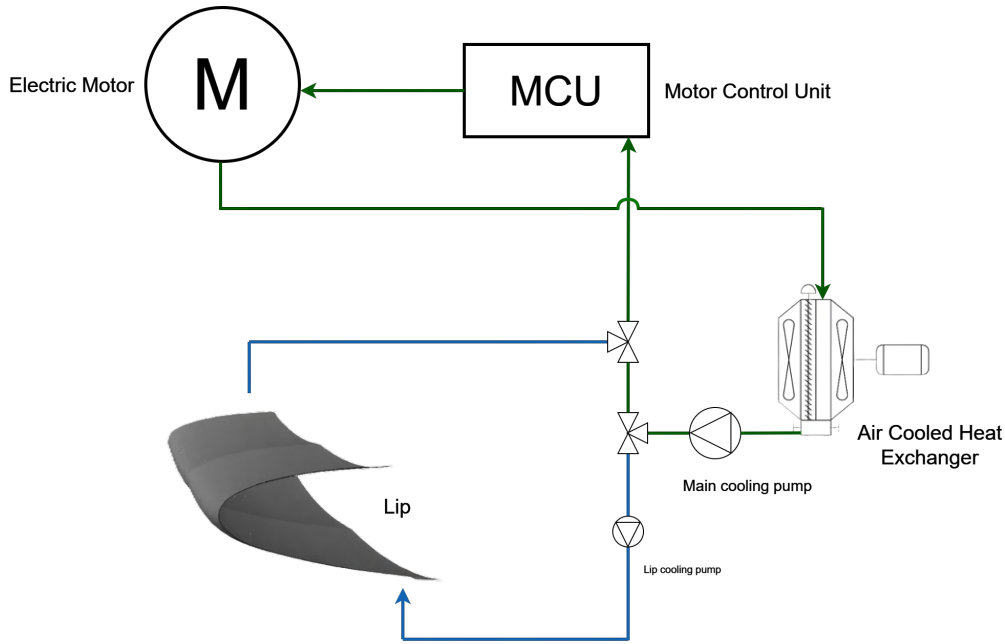 Electric Motor
M
MCU
Motor Control Unit
Air Cooled Heat
Exchanger
Main cooling pump
Lip
Lip cooling pump